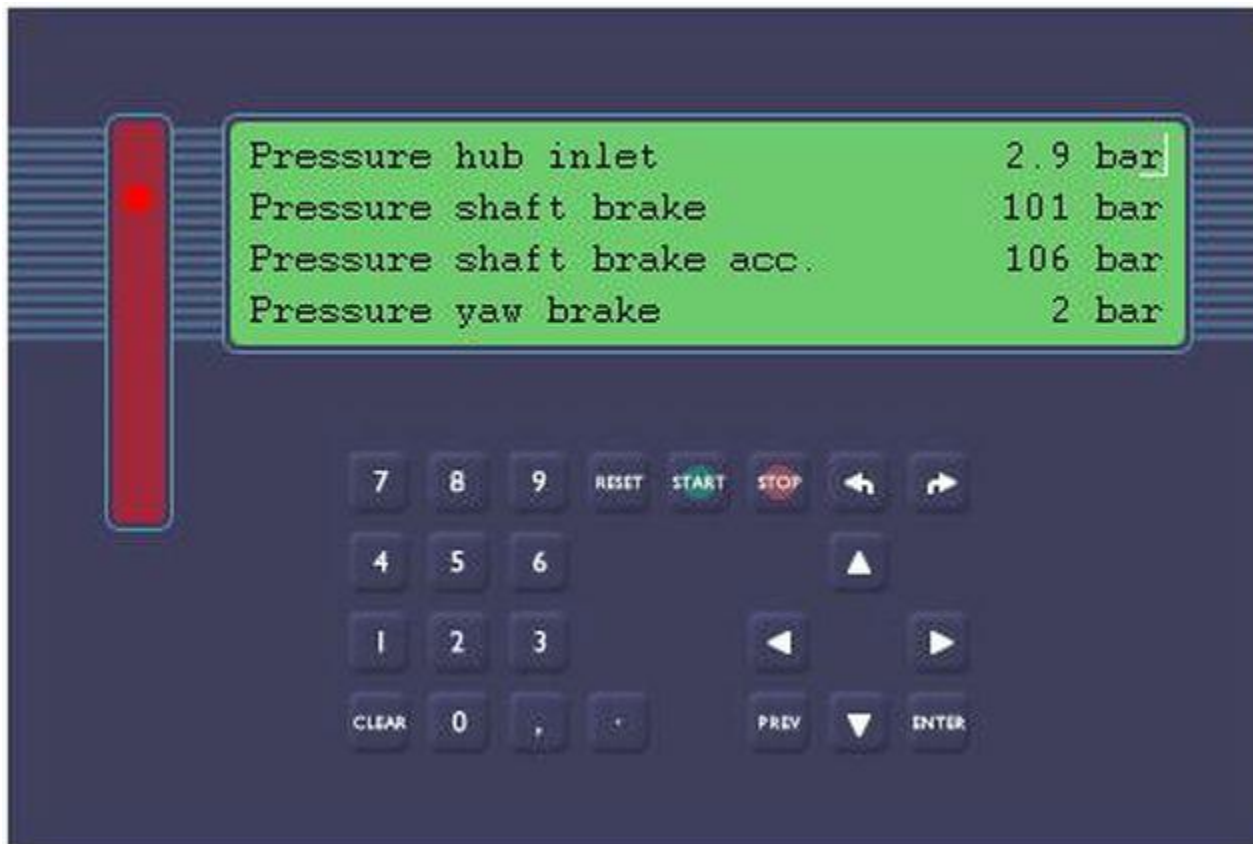 Pressure hub inlet 2.9 bar
Pressure shaft brake 101 bar
Pressure shaft brake acc. 106 bar
Pressure yaw brake 2 bar
7 8 9 RESET START STOP
4 5 6
1 2 3
CLEAR 0 , . PREV ENTER